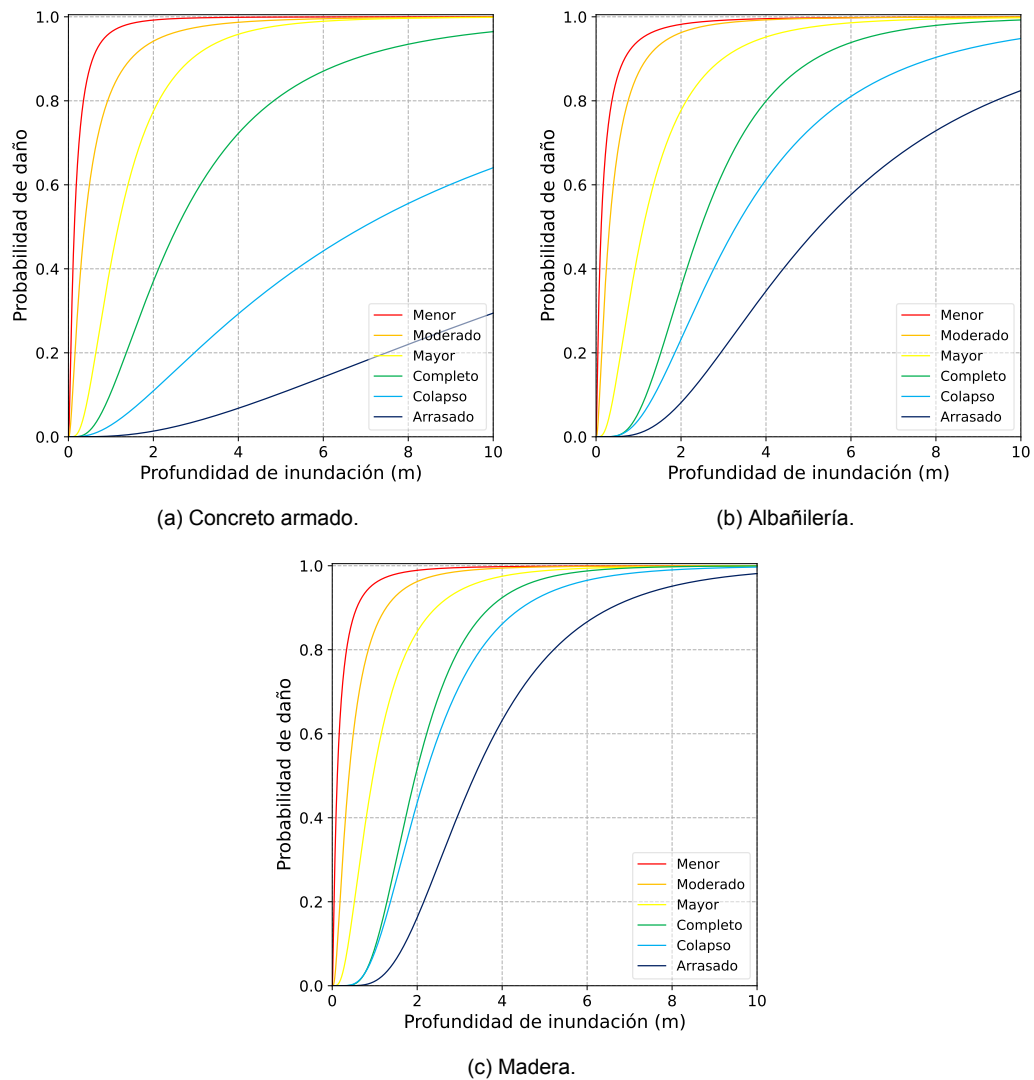 1.0
0.8
0.6
0.4
0.2
0.0
Probabilidad de daño
0 2 4 6 8 10
Profundidad de inundación (m)
Menor
Moderado
Mayor
Completo
Colapso
Arrasado
(a) Concreto armado.
1.0
0.8
0.6
0.4
0.2
0.0
Probabilidad de daño
0 2 4 6 8 10
Profundidad de inundación (m)
Menor
Moderado
Mayor
Completo
Colapso
Arrasado
(b) Albañilería.
1.0
0.8
0.6
0.4
0.2
0.0
Probabilidad de daño
0 2 4 6 8 10
Profundidad de inundación (m)
Menor
Moderado
Mayor
Completo
Colapso
Arrasado
(c) Madera.